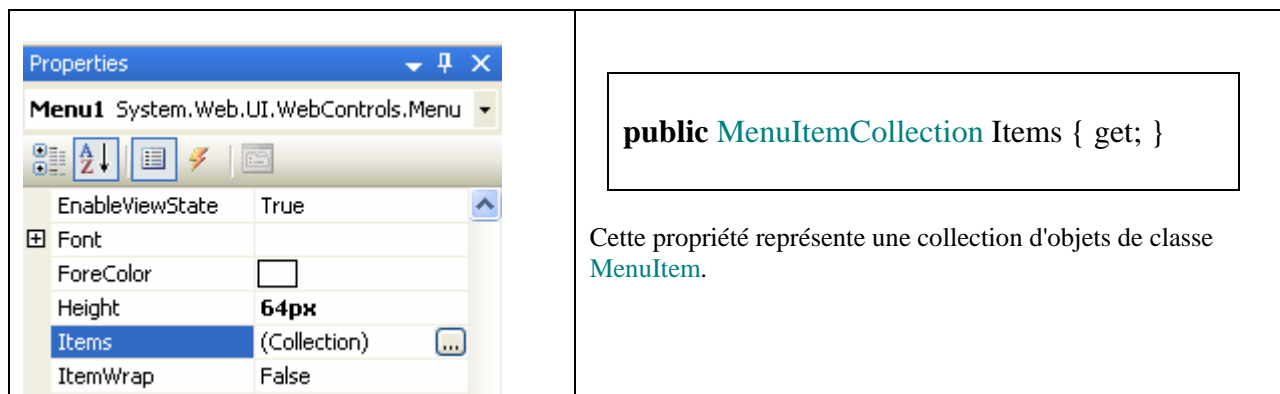 Properties
Menu1 System.Web.UI.WebControls.Menu
EnableViewState True
Font
ForeColor
Height 64px
Items (Collection) ...
ItemWrap False
public MenuItemCollection Items { get; }
Cette propriété représente une collection d'objets de classe
MenuItem.